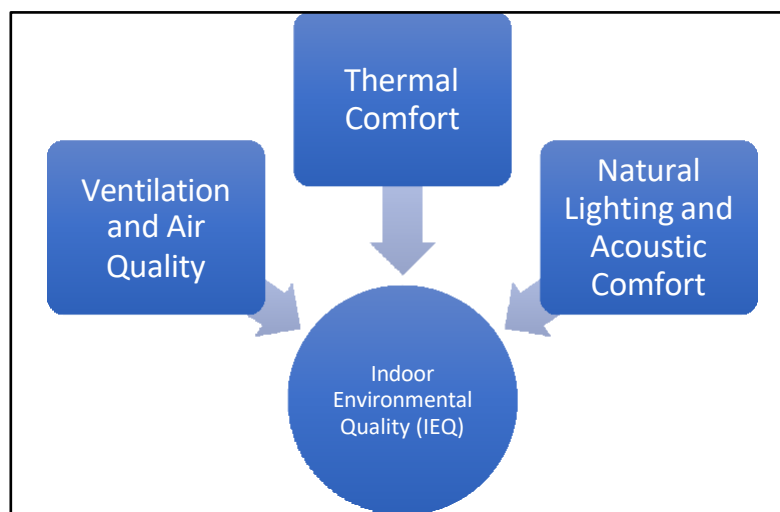 Thermal
Comfort
Ventilation
and Air
Quality
Natural
Lighting and
Acoustic
Comfort
Indoor
Environmental
Quality (IEQ)